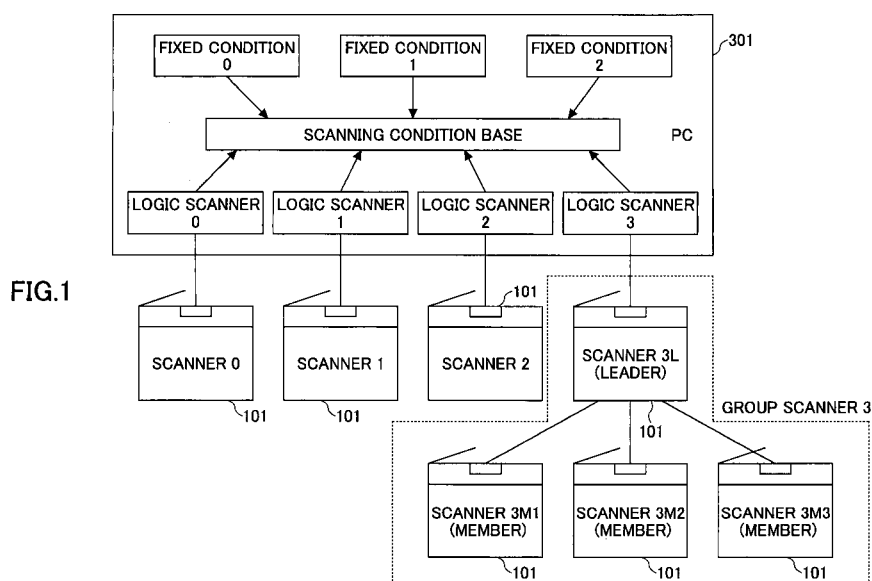 FIXED CONDITION
0
FIXED CONDITION
1
FIXED CONDITION
2
301
SCANNING CONDITION BASE
PC
LOGIC SCANNER
0
LOGIC SCANNER
1
LOGIC SCANNER
2
LOGIC SCANNER
3
FIG.1
101
SCANNER 0
SCANNER 1
SCANNER 2
SCANNER 3L
(LEADER)
101
101
101
GROUP SCANNER 3
SCANNER 3M1
(MEMBER)
SCANNER 3M2
(MEMBER)
SCANNER 3M3
(MEMBER)
101
101
101